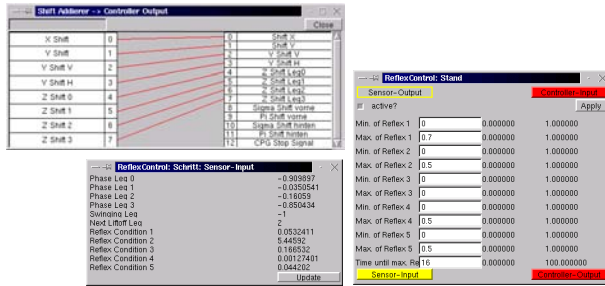 Shift Addierer -> Controller Output
Close
X Shift 0
Y Shift 1
Y Shift V 2
Y Shift H 3
Z Shift 0 4
Z Shift 1 5
Z Shift 2 6
Z Shift 3 7
0 Shift X
1 Shift Y
2 Y Shift V
3 Y Shift H
4 Z Shift Leg0
5 Z Shift Leg1
6 Z Shift Leg2
7 Z Shift Leg3
8 Sigma Shift vorne
9 Pi Shift vorne
10 Sigma Shift hinten
11 Pi Shift hinten
12 CPG Stop Signal
ReflexControl: Schritt: Sensor-Input
Phase Leg 0 -0.909897
Phase Leg 1 -0.0350541
Phase Leg 2 -0.16059
Phase Leg 3 -0.850434
Swinging Leg -1
Next Liftoff Leg 2
Reflex Condition 1 0.0532411
Reflex Condition 2 5.44592
Reflex Condition 3 0.166532
Reflex Condition 4 0.00127401
Reflex Condition 5 0.044202
Update
ReflexControl: Stand
Sensor-Output Controller-Input
active? Apply
Min. of Reflex 1 0 0.000000 1.000000
Max. of Reflex 1 0.7 0.000000 1.000000
Min. of Reflex 2 0 0.000000 1.000000
Max. of Reflex 2 0.5 0.000000 1.000000
Min. of Reflex 3 0 0.000000 1.000000
Max. of Reflex 3 0 0.000000 1.000000
Min. of Reflex 4 0 0.000000 1.000000
Max. of Reflex 4 0.5 0.000000 1.000000
Min. of Reflex 5 0 0.000000 1.000000
Max. of Reflex 5 0.5 0.000000 1.000000
Time until max. Re 16 0.000000 100.000000
Sensor-Input Controller-Output